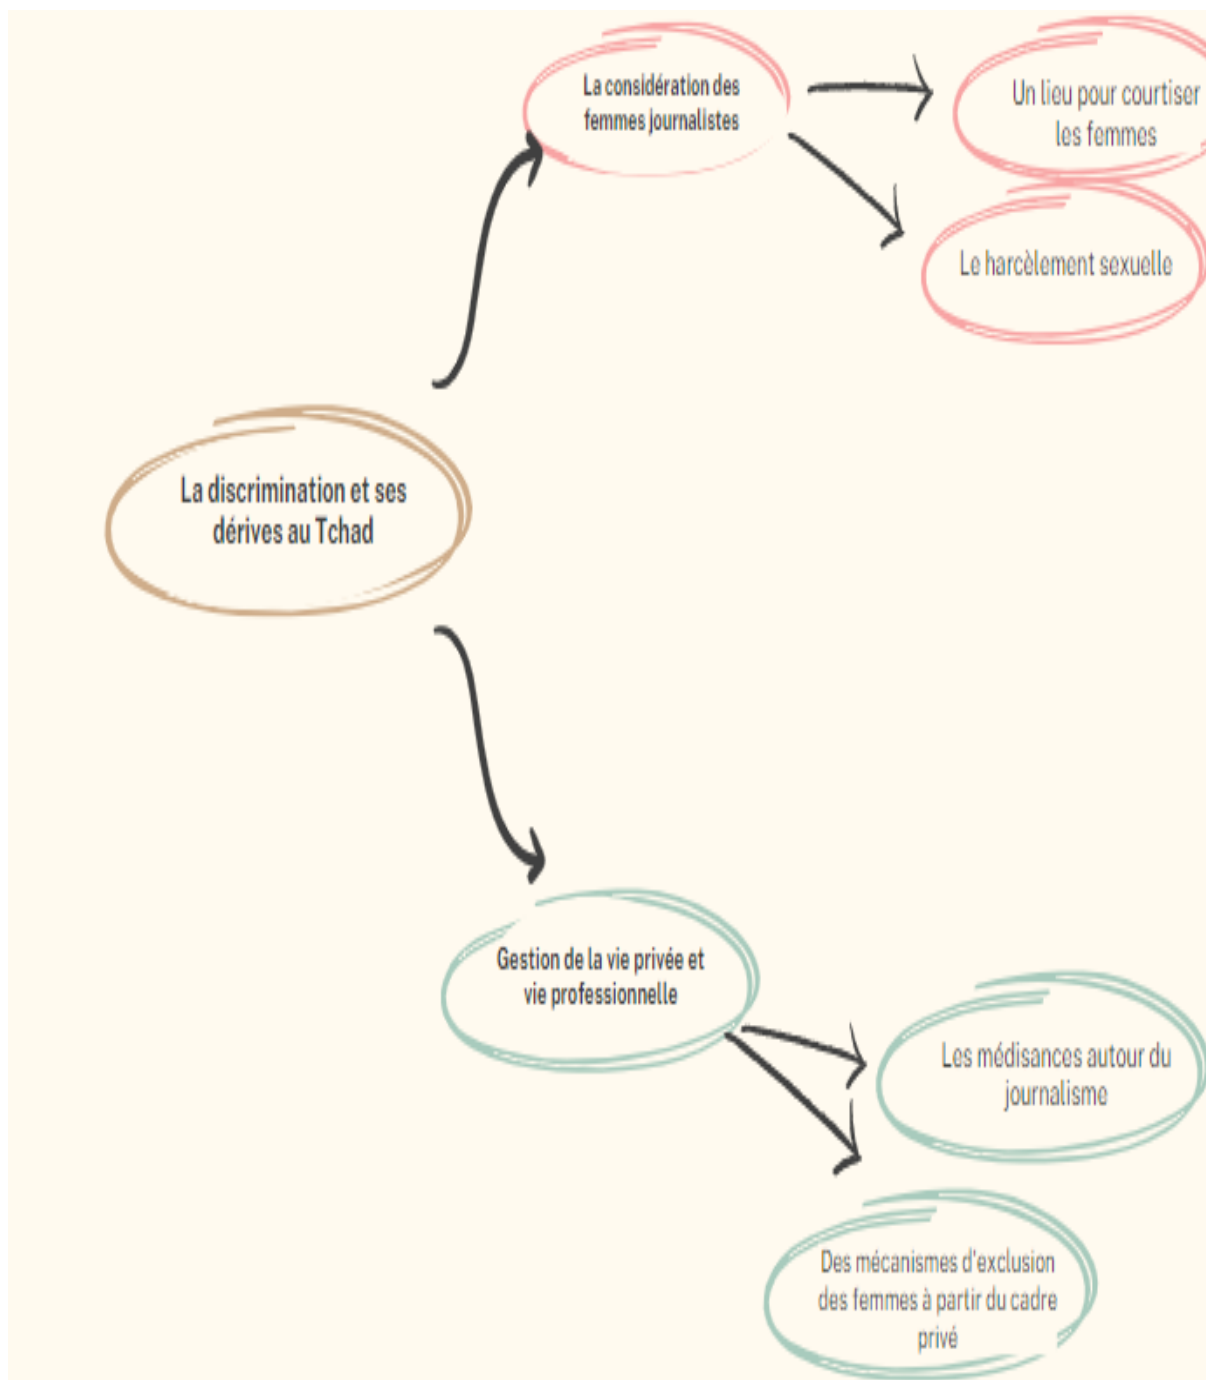 La considération des
femmes journalistes
Un lieu pour courtiser
les femmes
Le harcèlement sexuelle
La discrimination et ses
dérives au Tchad
Gestion de la vie privée et
vie professionnelle
Les médisances autour du
journalisme
Des mécanismes d'exclusion
des femmes à partir du cadre
privé